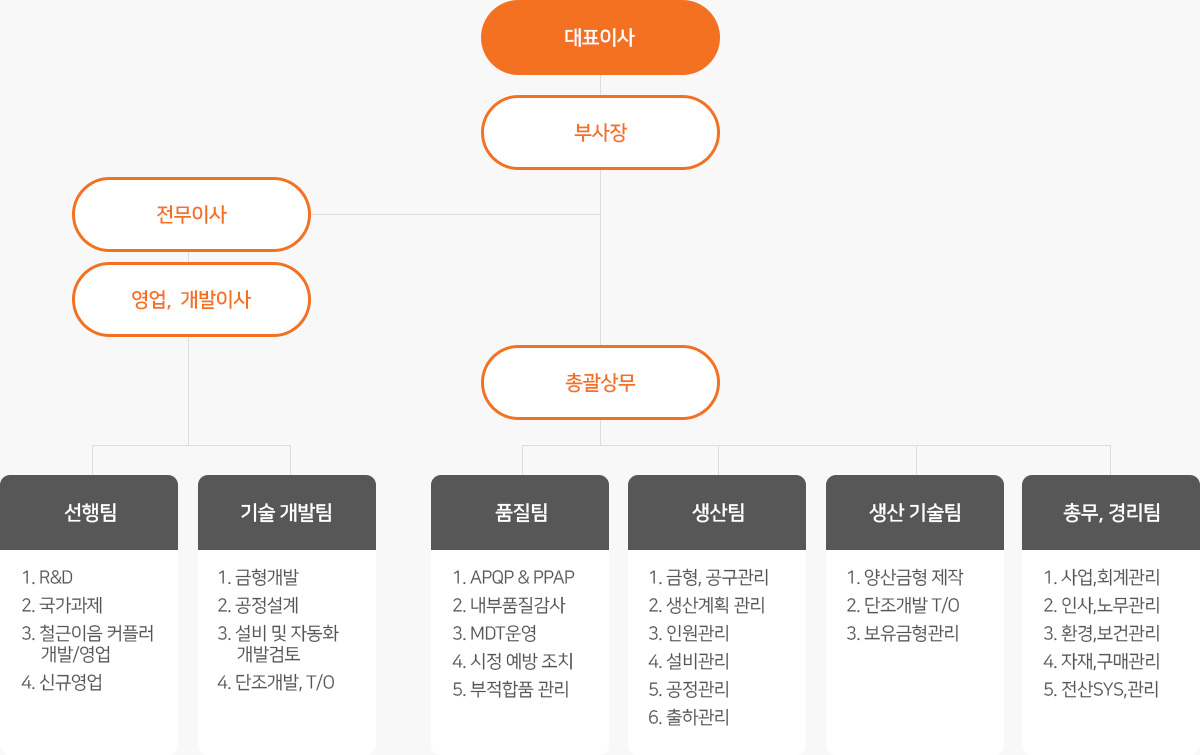 대표이사
부사장
전무이사
영업, 개발이사
총괄상무
선행팀
1. R&D
2. 국가과제
3. 철근이음 커플러
개발/영업
4. 신규영업
기술 개발팀
1. 금형개발
2. 공정설계
3. 설비 및 자동화
개발검토
4. 단조개발, T/O
품질팀
1. APQP & PPAP
2. 내부품질감사
3. MDT운영
4. 시정 예방 조치
5. 부적합품 관리
생산팀
1. 금형, 공구관리
2. 생산계획 관리
3. 인원관리
4. 설비관리
5. 공정관리
6. 출하관리
생산 기술팀
1. 양산금형 제작
2. 단조개발 T/O
3. 보유금형관리
총무, 경리팀
1. 사업,회계관리
2. 인사,노무관리
3. 환경,보건관리
4. 자재,구매관리
5. 전산SYS,관리